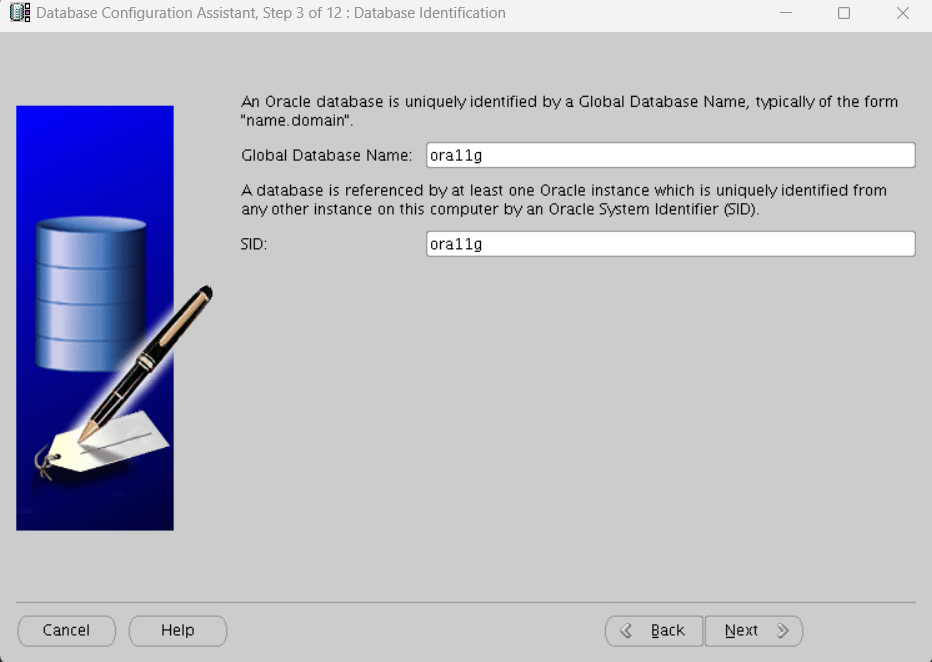 Database Configuration Assistant, Step 3 of 12 : Database Identification
An Oracle database is uniquely identified by a Global Database Name, typically of the form
"name.domain".
Global Database Name: ora11g
A database is referenced by at least one Oracle instance which is uniquely identified from
any other instance on this computer by an Oracle System Identifier (SID).
SID: ora11g
Cancel Help Back Next